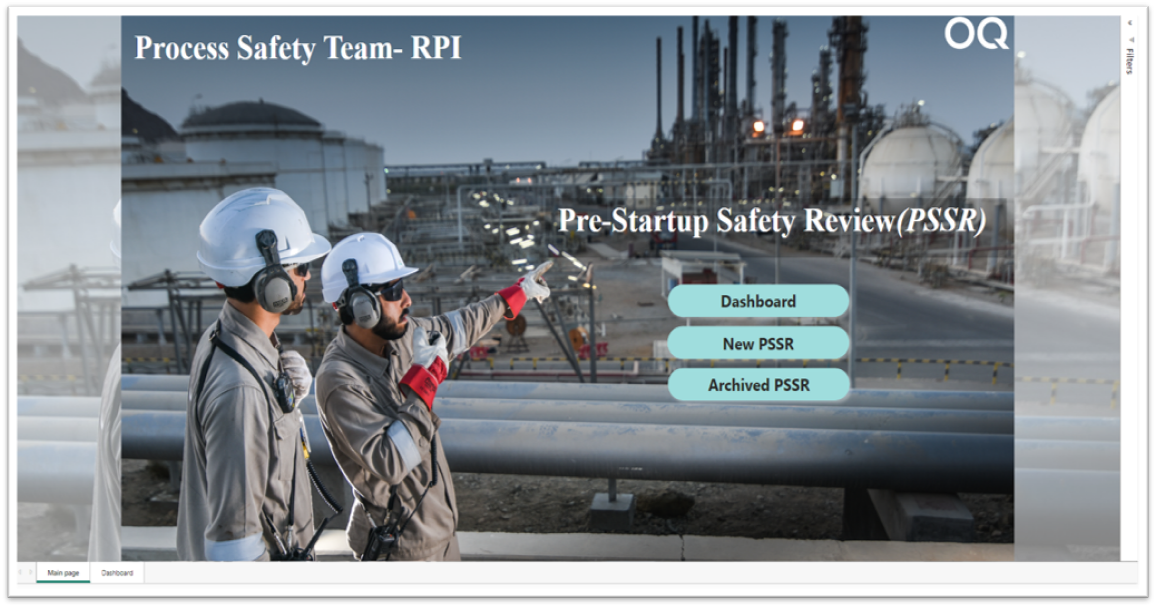 Process Safety Team- RPI
OQ
Filters
Pre-Startup Safety Review(PSSR)
Dashboard
New PSSR
Archived PSSR
Main page
Dashboard